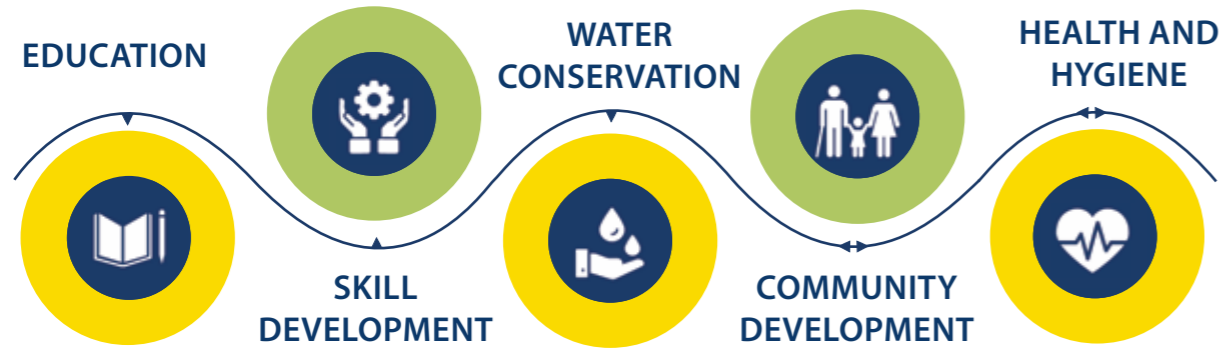 EDUCATION
SKILL
DEVELOPMENT
WATER
CONSERVATION
COMMUNITY
DEVELOPMENT
HEALTH AND
HYGIENE